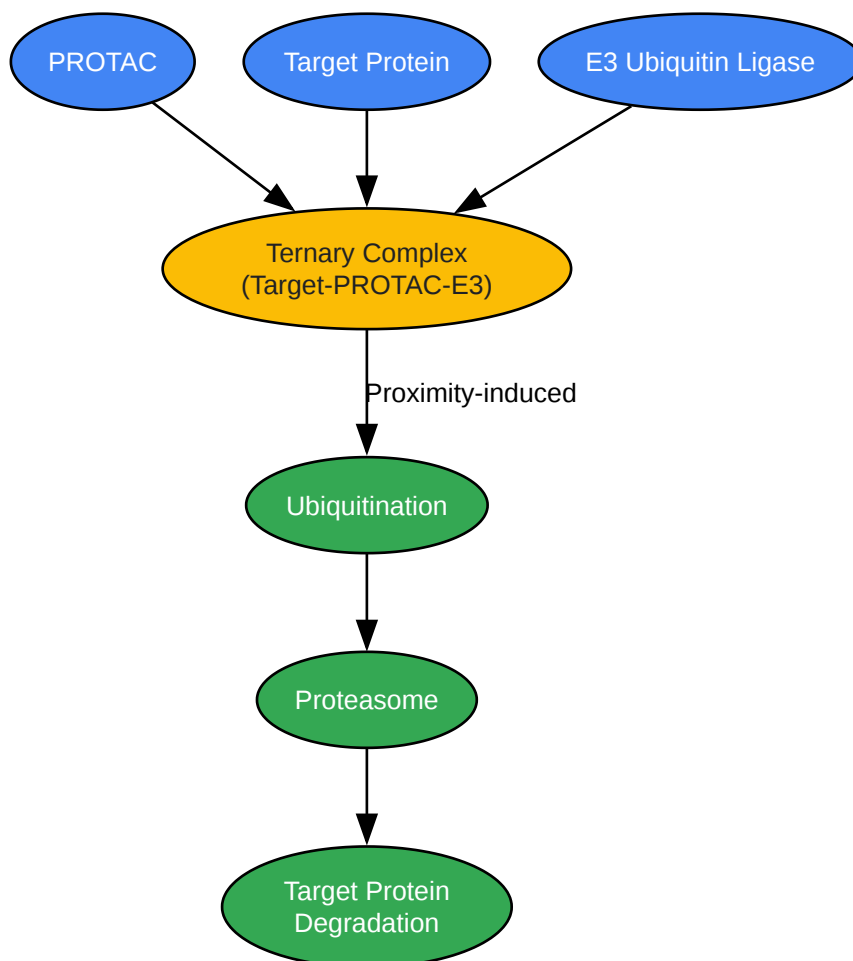 PROTAC
Target Protein
E3 Ubiquitin Ligase
Ternary Complex
(Target-PROTAC-E3)
Proximity-induced
Ubiquitination
Proteasome
Target Protein
Degradation